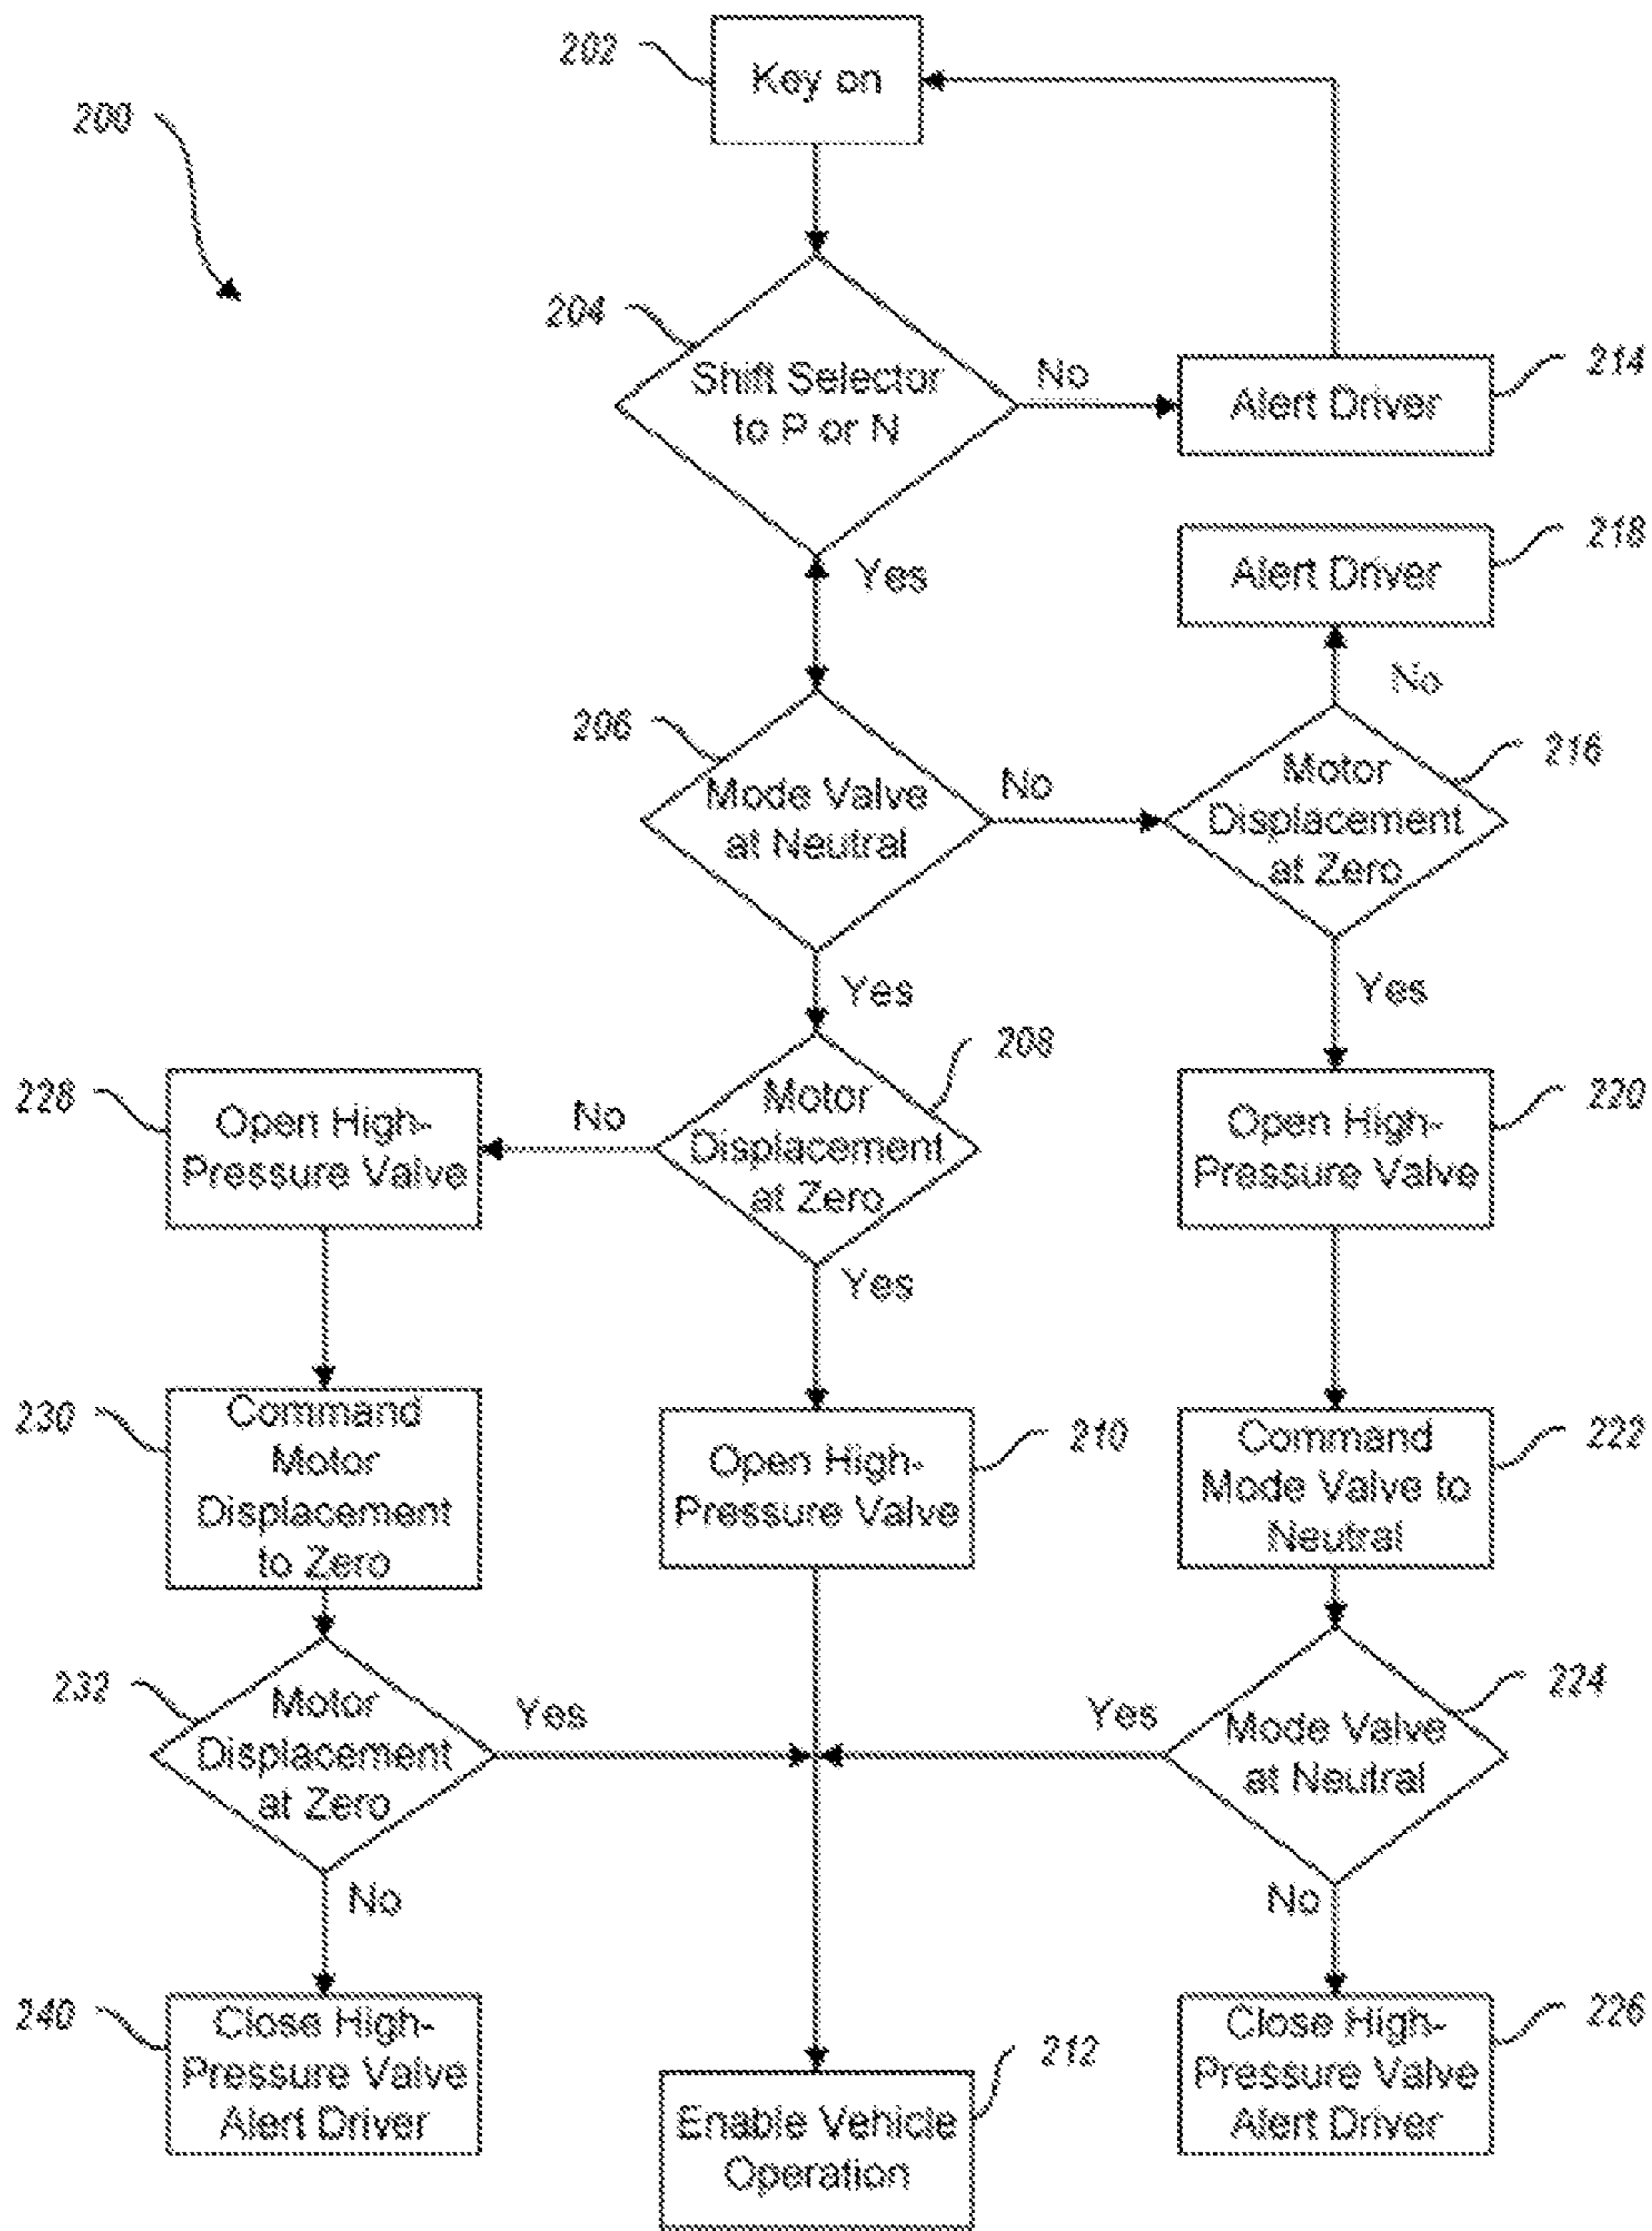 202
Key on
200
204
Shift Selector
to P or N
No
Alert Driver
214
Yes
Alert Driver
218
No
206
Mode Valve
at Neutral
No
Motor
Displacement
at Zero
216
Yes
Yes
208
Motor
Displacement
at Zero
No
228
Open High-
Pressure Valve
Open High-
Pressure Valve
220
Yes
230
Command
Motor
Displacement
to Zero
Open High-
Pressure Valve
210
Command
Mode Valve to
Neutral
222
232
Motor
Displacement
at Zero
Yes
Yes
Mode Valve
at Neutral
224
No
No
240
Close High-
Pressure Valve
Alert Driver
Enable Vehicle
Operation
212
Close High-
Pressure Valve
Alert Driver
226